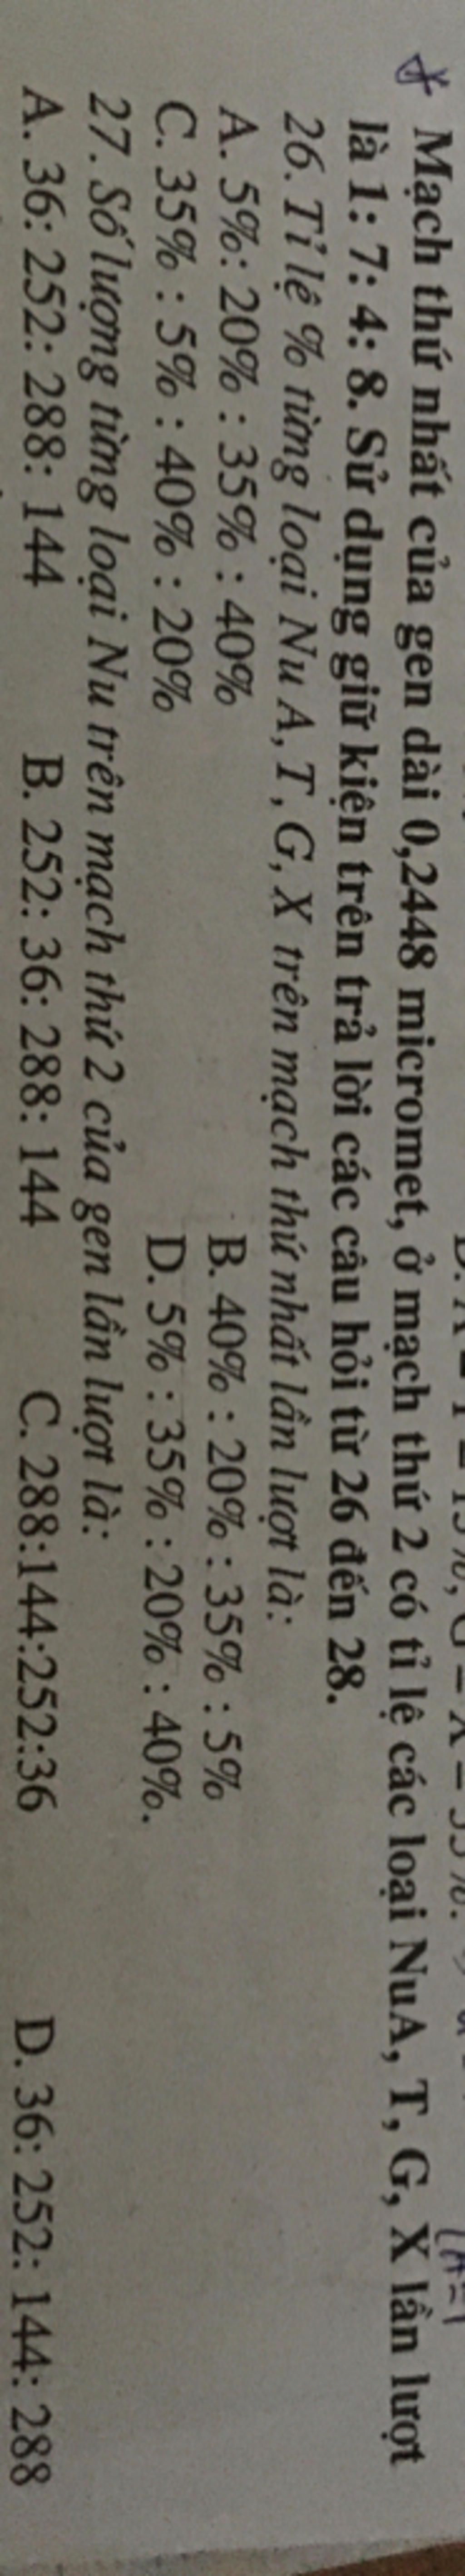 Mạch thứ nhất của gen dài 0,2448 micromet, ở mạch thứ 2 có tỉ lệ các loại NuA, T, G, X lần lượt
là 1: 7: 4: 8. Sử dụng giữ kiện trên trả lời các câu hỏi từ 26 đến 28.
26. Tỉ lệ % từng loại Nu A, T, G, X trên mạch thứ nhất lần lượt là:
A. 5%: 20% : 35% : 40% B. 40% : 20% : 35% : 5%
C. 35% : 5% : 40% : 20% D. 5% : 35% : 20% : 40%.
27. Số lượng từng loại Nu trên mạch thứ 2 của gen lần lượt là:
A. 36: 252: 288: 144 B. 252: 36: 288: 144 C. 288:144:252:36 D. 36: 252: 144: 288